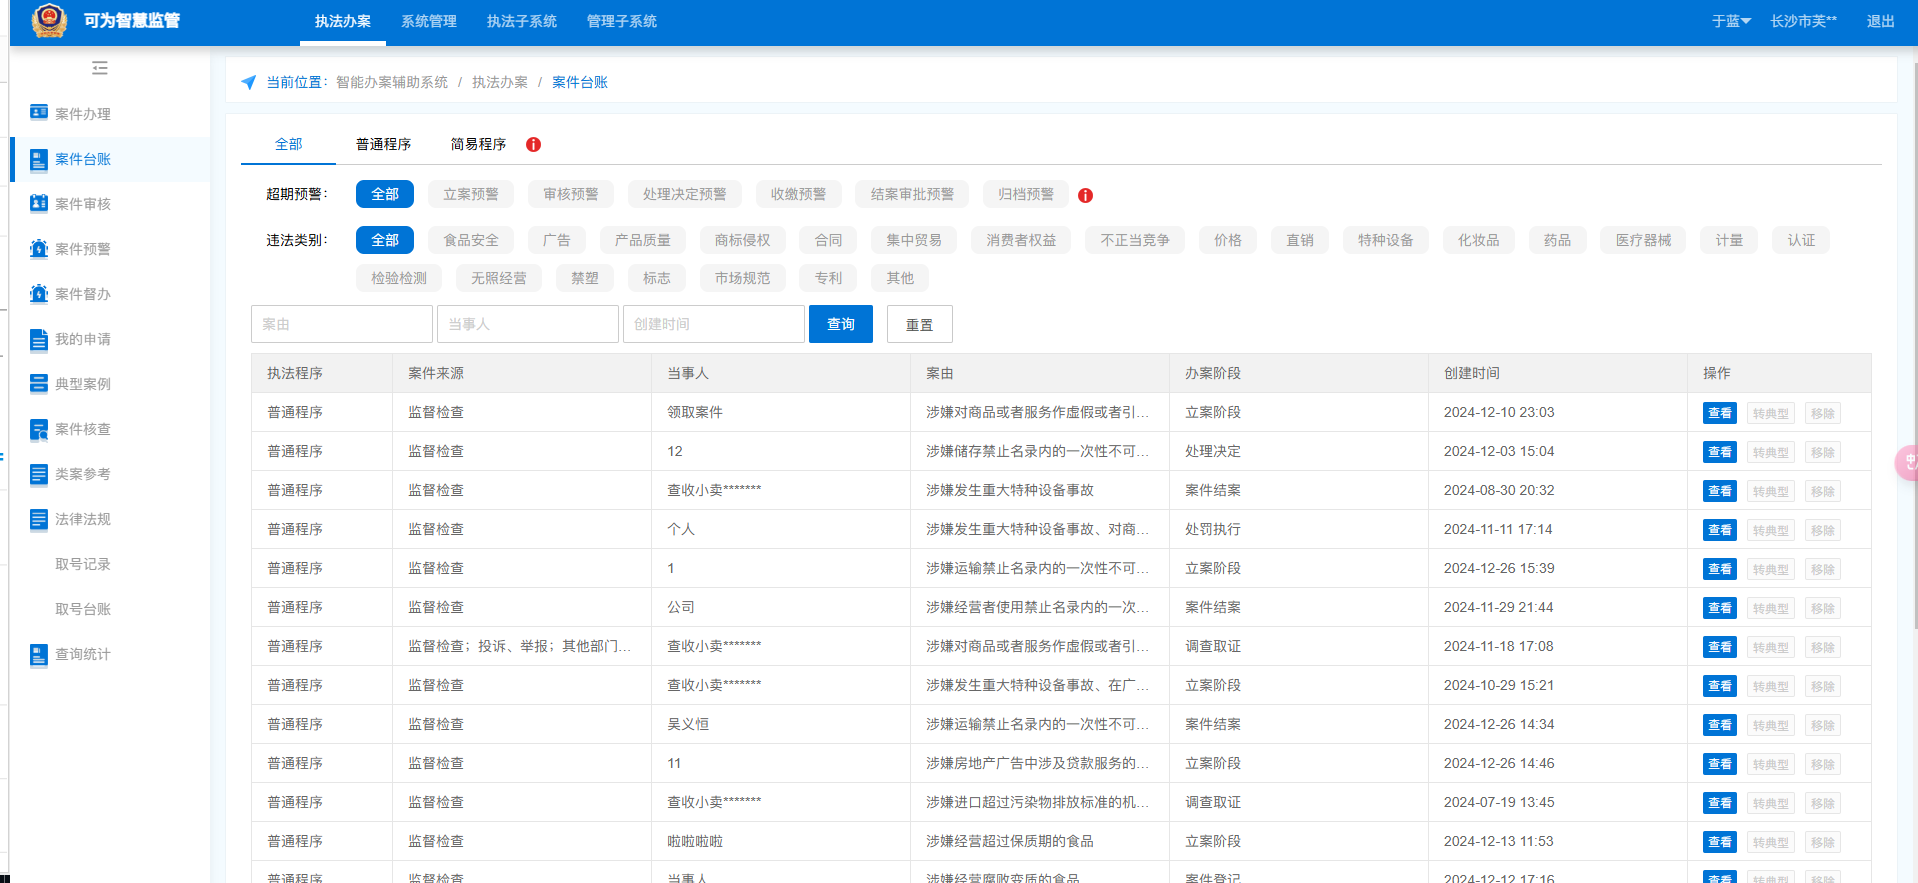 可为智慧监管 执法办案 系统管理 执法子系统 管理子系统 于蓝 长沙市芙** 退出
案件办理
案件台账
案件审核
案件预警
案件督办
我的申请
典型案例
案件核查
类案参考
法律法规
取号记录
取号台账
查询统计
当前位置: 智能办案辅助系统 / 执法办案 / 案件台账
全部 普通程序 简易程序
超期预警: 全部 立案预警 审核预警 处理决定预警 收缴预警 结案审批预警 归档预警
违法类别: 全部 食品安全 广告 产品质量 商标侵权 合同 集中贸易 消费者权益 不正当竞争 价格 直销 特种设备 化妆品 药品 医疗器械 计量 认证
检验检测 无照经营 禁塑 标志 市场规范 专利 其他
案由 当事人 创建时间 查询 重置
执法程序 案件来源 当事人 案由 办案阶段 创建时间 操作
普通程序 监督检查 领取案件 涉嫌对商品或者服务作虚假或者引... 立案阶段 2024-12-10 23:03 查看 转典型 移除
普通程序 监督检查 12 涉嫌储存禁止名录内的一次性不可... 处理决定 2024-12-03 15:04 查看 转典型 移除
普通程序 监督检查 查收小卖******* 涉嫌发生重大特种设备事故 案件结案 2024-08-30 20:32 查看 转典型 移除
普通程序 监督检查 个人 涉嫌发生重大特种设备事故、对商... 处罚执行 2024-11-11 17:14 查看 转典型 移除
普通程序 监督检查 1 涉嫌运输禁止名录内的一次性不可... 立案阶段 2024-12-26 15:39 查看 转典型 移除
普通程序 监督检查 公司 涉嫌经营者使用禁止名录内的一次... 案件结案 2024-11-29 21:44 查看 转典型 移除
普通程序 监督检查；投诉、举报；其他部门... 查收小卖******* 涉嫌对商品或者服务作虚假或者引... 调查取证 2024-11-18 17:08 查看 转典型 移除
普通程序 监督检查 查收小卖******* 涉嫌发生重大特种设备事故、在广... 立案阶段 2024-10-29 15:21 查看 转典型 移除
普通程序 监督检查 吴义恒 涉嫌运输禁止名录内的一次性不可... 案件结案 2024-12-26 14:34 查看 转典型 移除
普通程序 监督检查 11 涉嫌房地产广告中涉及贷款服务的... 立案阶段 2024-12-26 14:46 查看 转典型 移除
普通程序 监督检查 查收小卖******* 涉嫌进口超过污染物排放标准的机... 调查取证 2024-07-19 13:45 查看 转典型 移除
普通程序 监督检查 啦啦啦啦 涉嫌经营超过保质期的食品 立案阶段 2024-12-13 11:53 查看 转典型 移除
普通程序 监督检查 当事人 涉嫌经营腐败变质的食品 案件登记 2024-12-12 17:16 查看 转典型 移除